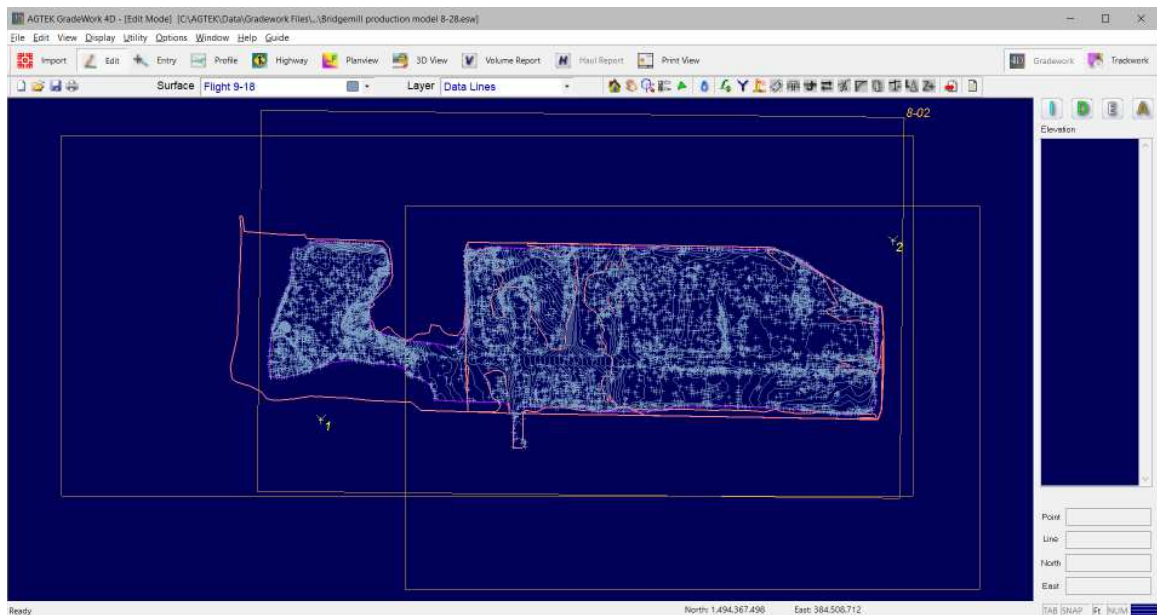 AGTEK GradeWork 4D - [Edit Mode] [C:\AGTEK\Data\Gradework Files\...\Bridgemill production model 8-28.esw]
File Edit View Display Utility Options Window Help Guide
Import Edit Entry Profile Highway Planview 3D View Volume Report Haul Report Print View 4D Gradework Trackwork
Surface Flight 9-18 Layer Data Lines
I D E A
Elevation
8-02
2
1
Point
Line
North
East
Ready North: 1,494,367.498 East: 384,508.712 TAB SNAP Ft NUM